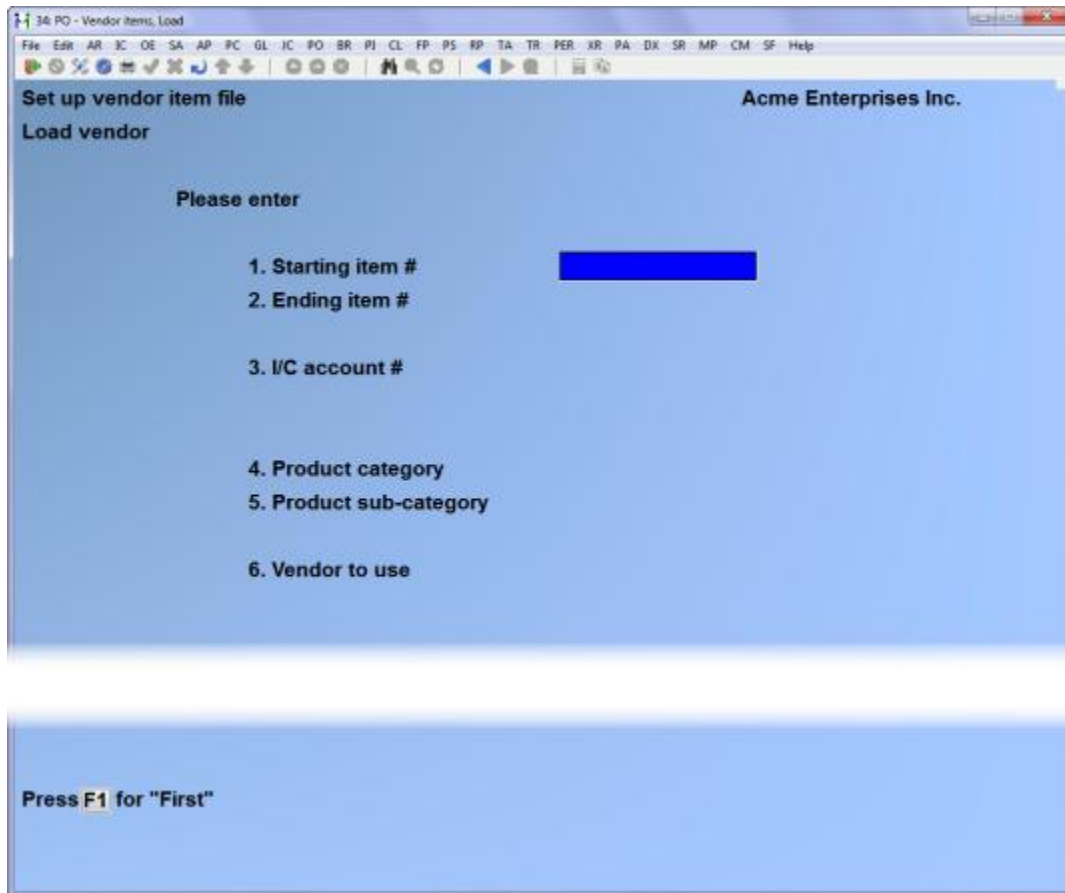 34: PO - Vendor items, Load
File Edit AR IC OE SA AP PC GL JC PO BR PI CL FP PS RP TA TR PER XR PA DX SR MP CM SF Help
Set up vendor item file Acme Enterprises Inc.
Load vendor
Please enter
1. Starting item #
2. Ending item #
3. I/C account #
4. Product category
5. Product sub-category
6. Vendor to use
Press F1 for "First"